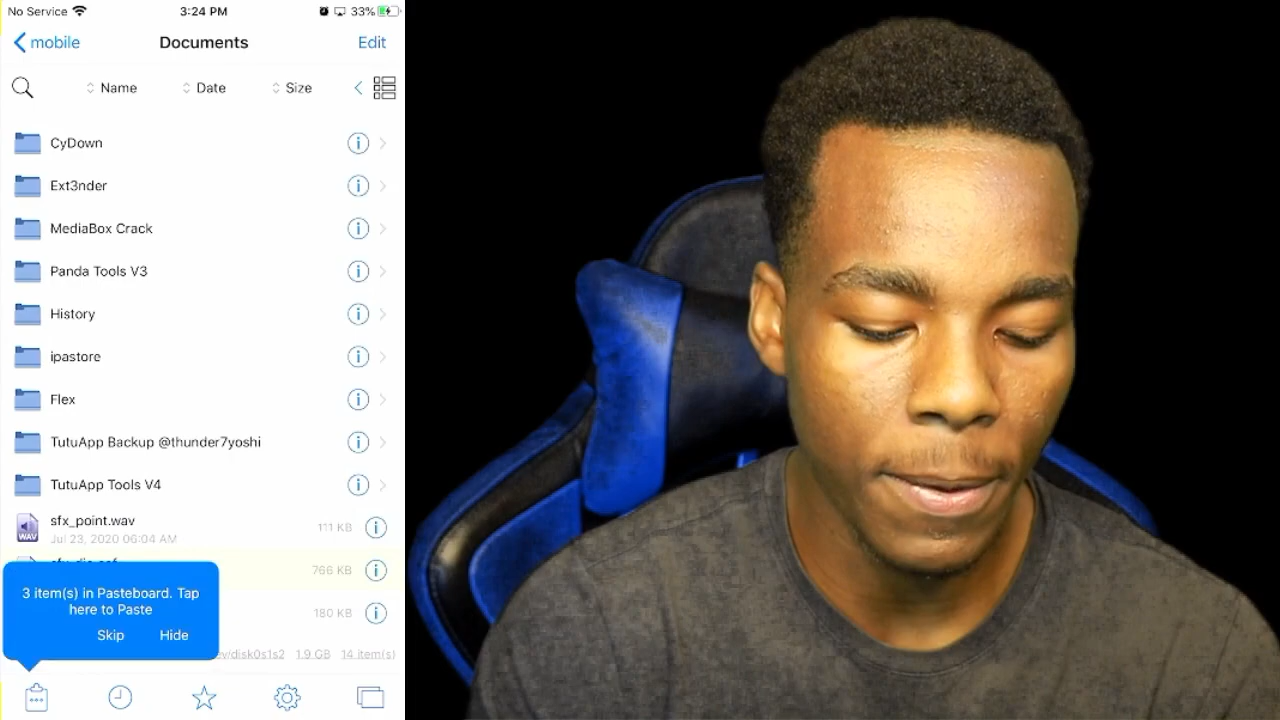 No Service 3:24 PM 33%
mobile Documents Edit
Name Date Size
CyDown
Ext3nder
MediaBox Crack
Panda Tools V3
History
ipastore
Flex
TutuApp Backup @thunder7yoshi
TutuApp Tools V4
sfx_point.wav
111 KB
Jul 23, 2020 06:04 AM
WAV
766 KB
3 item(s) in Pasteboard. Tap
here to Paste
180 KB
Skip Hide
1.9 GB 14 item(s)